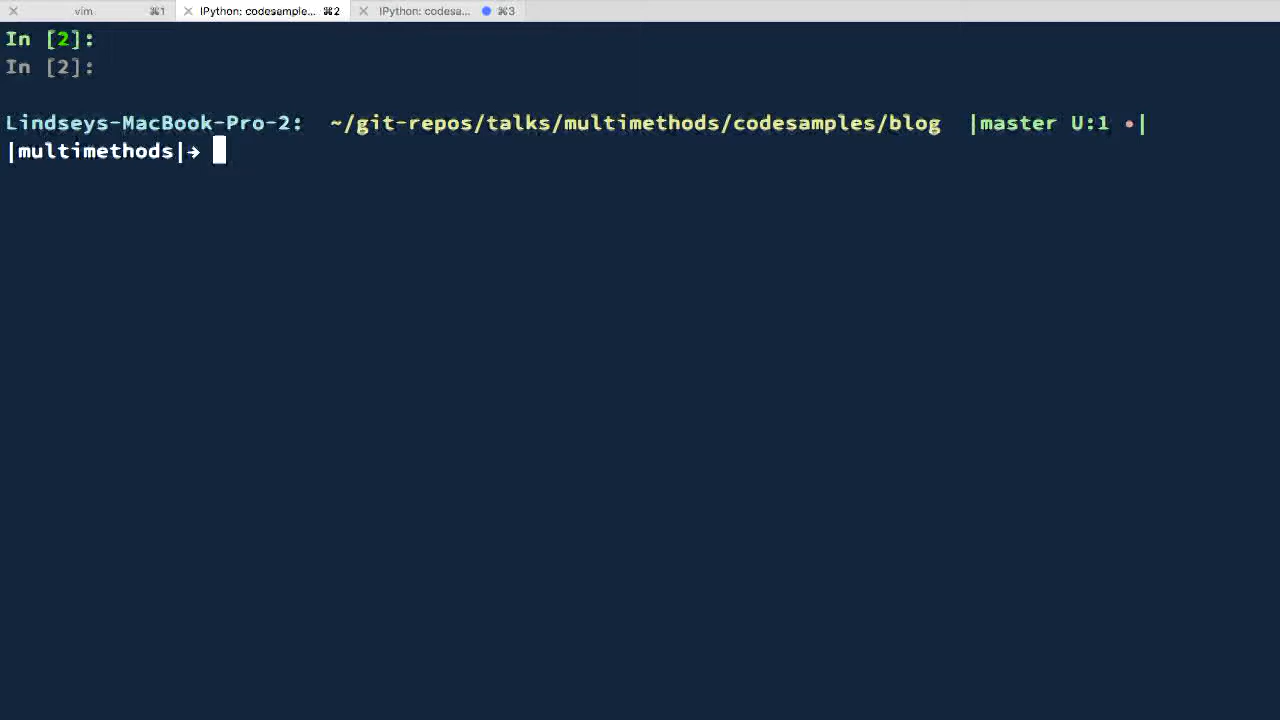 vim ⌘1 IPython: codesample... ⌘2 IPython: codesa... ⌘3
In [2]:
In [2]:
Lindseys-MacBook-Pro-2: ~/git-repos/talks/multimethods/codesamples/blog |master U:1 •|
|multimethods|→